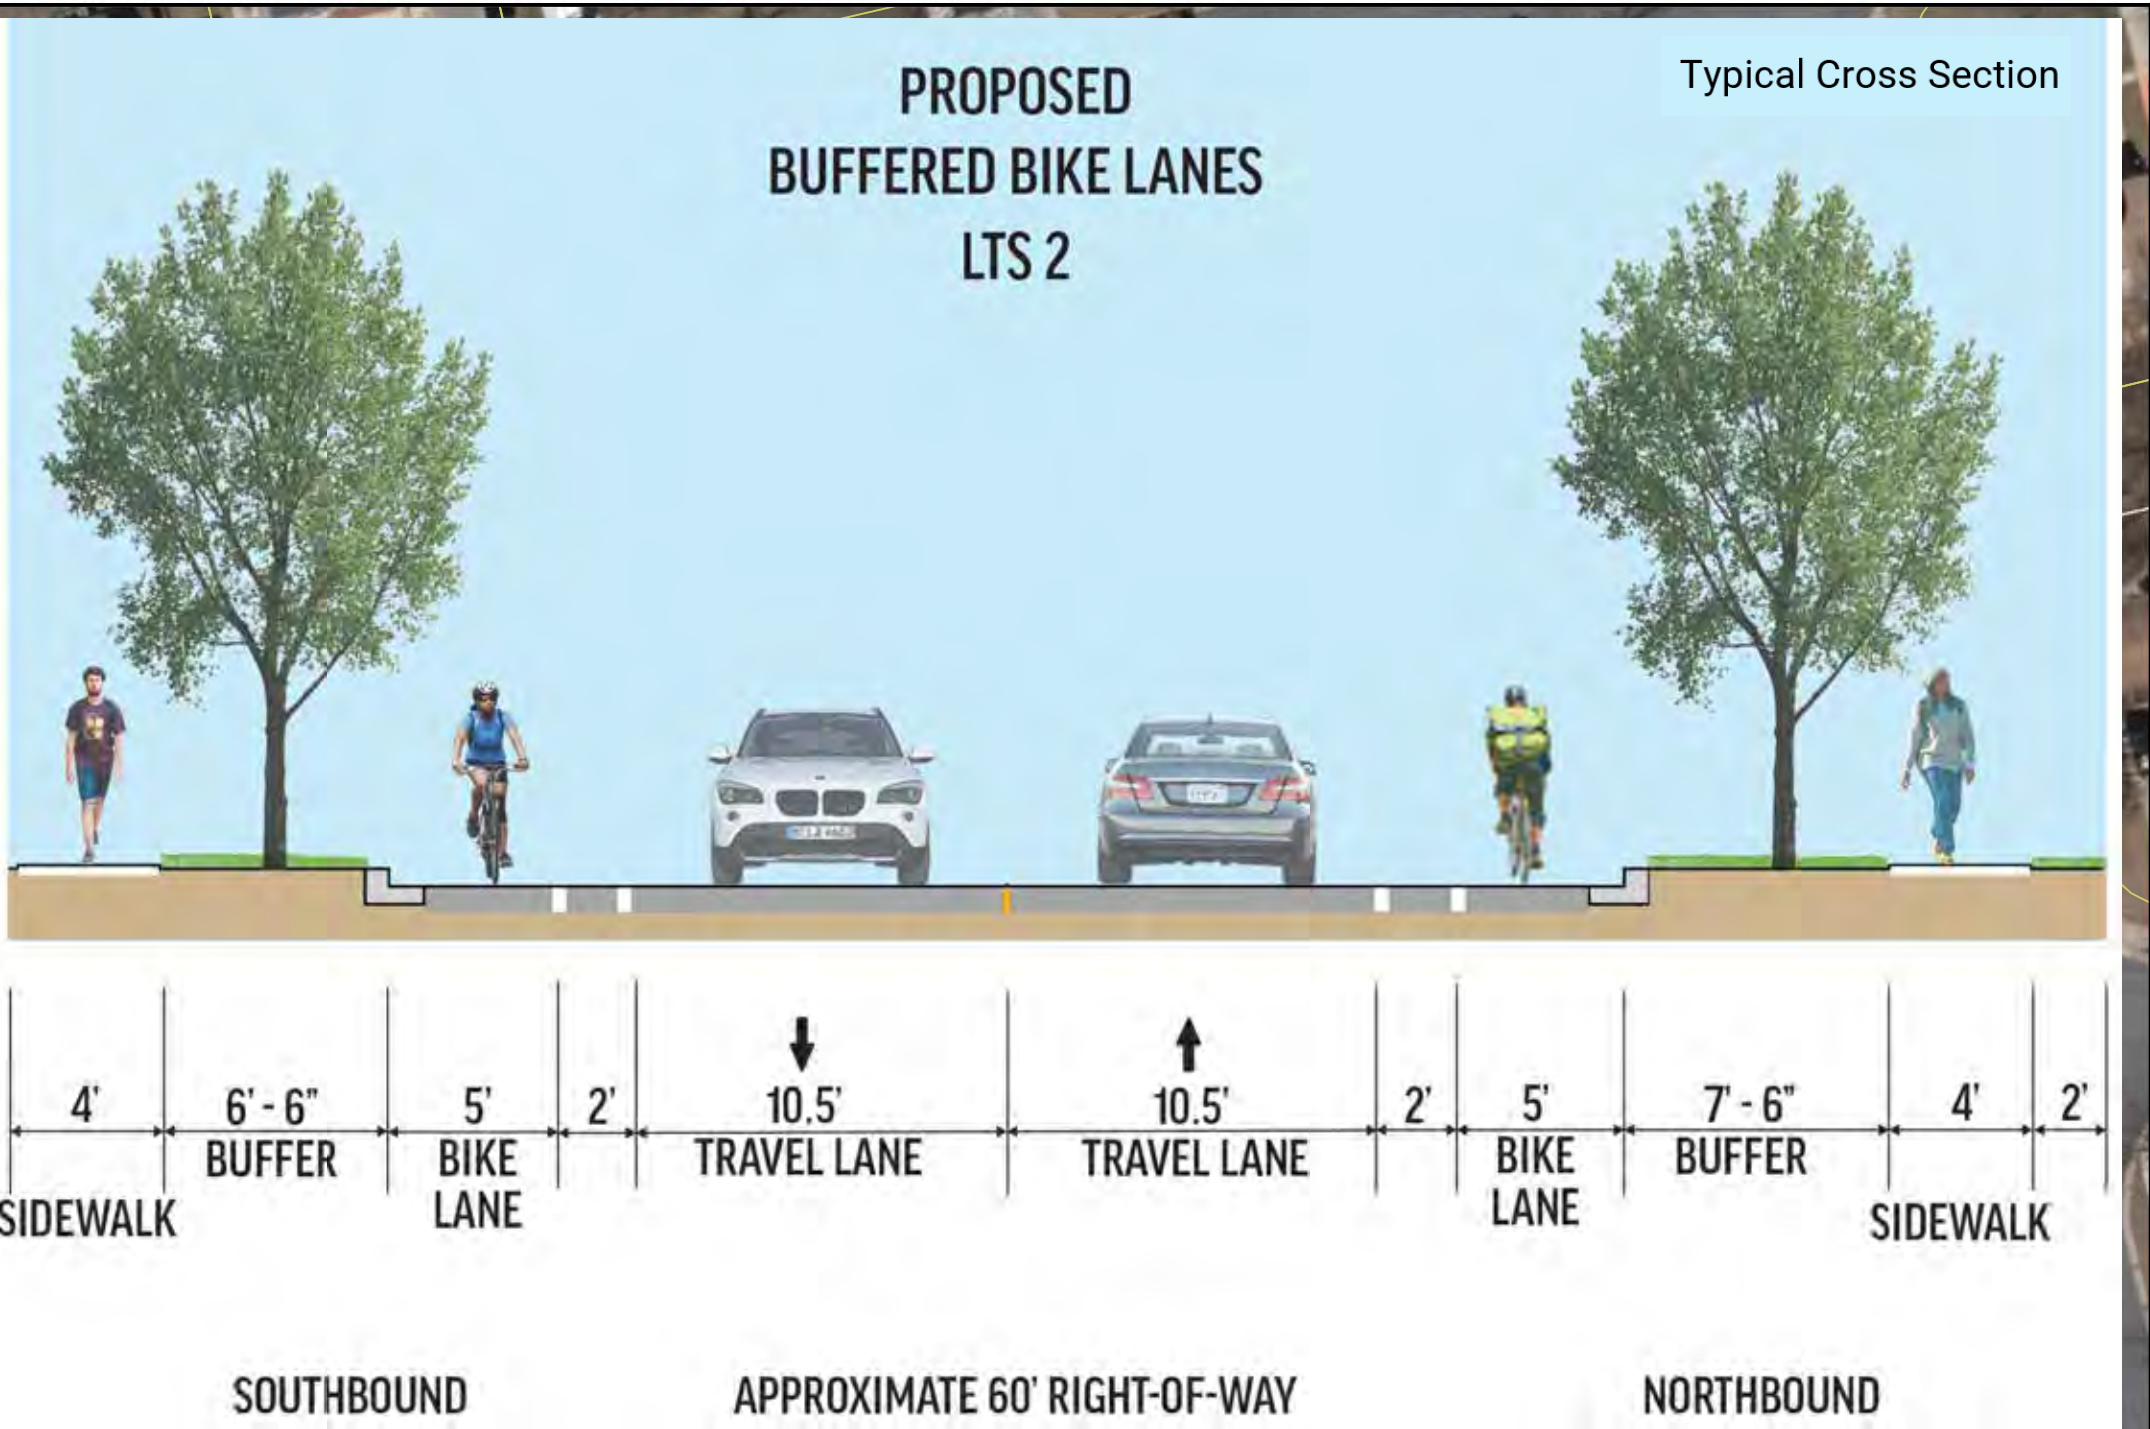 Typical Cross Section
PROPOSED
BUFFERED BIKE LANES
LTS 2
4' 6' - 6" 5' 2' 10.5' 10.5' 2' 5' 7' - 6" 4' 2'
SIDEWALK
BUFFER
BIKE
LANE
TRAVEL LANE
TRAVEL LANE
BIKE
LANE
BUFFER
SIDEWALK
SOUTHBOUND
APPROXIMATE 60' RIGHT-OF-WAY
NORTHBOUND